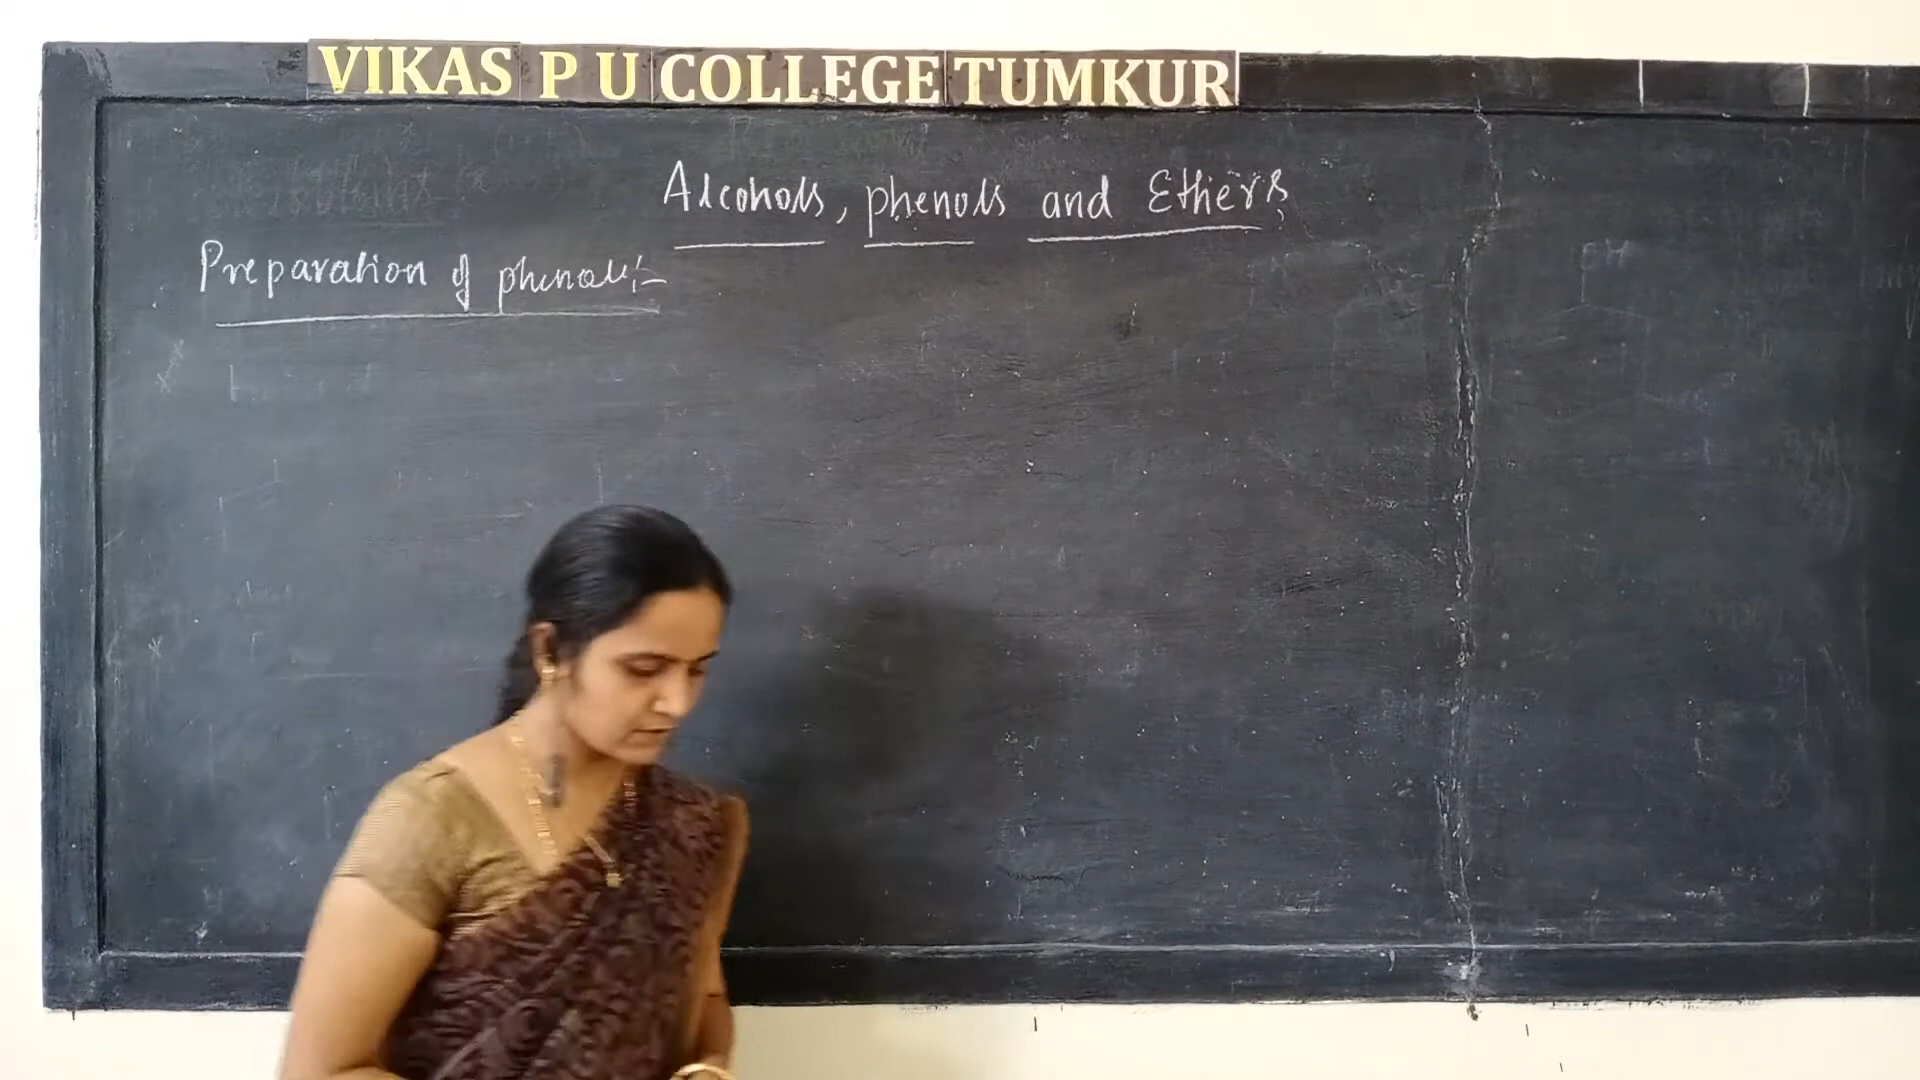 VIKAS P U COLLEGE TUMKUR
Alcohols, phenols and Ethers
Preparation of phenols:-